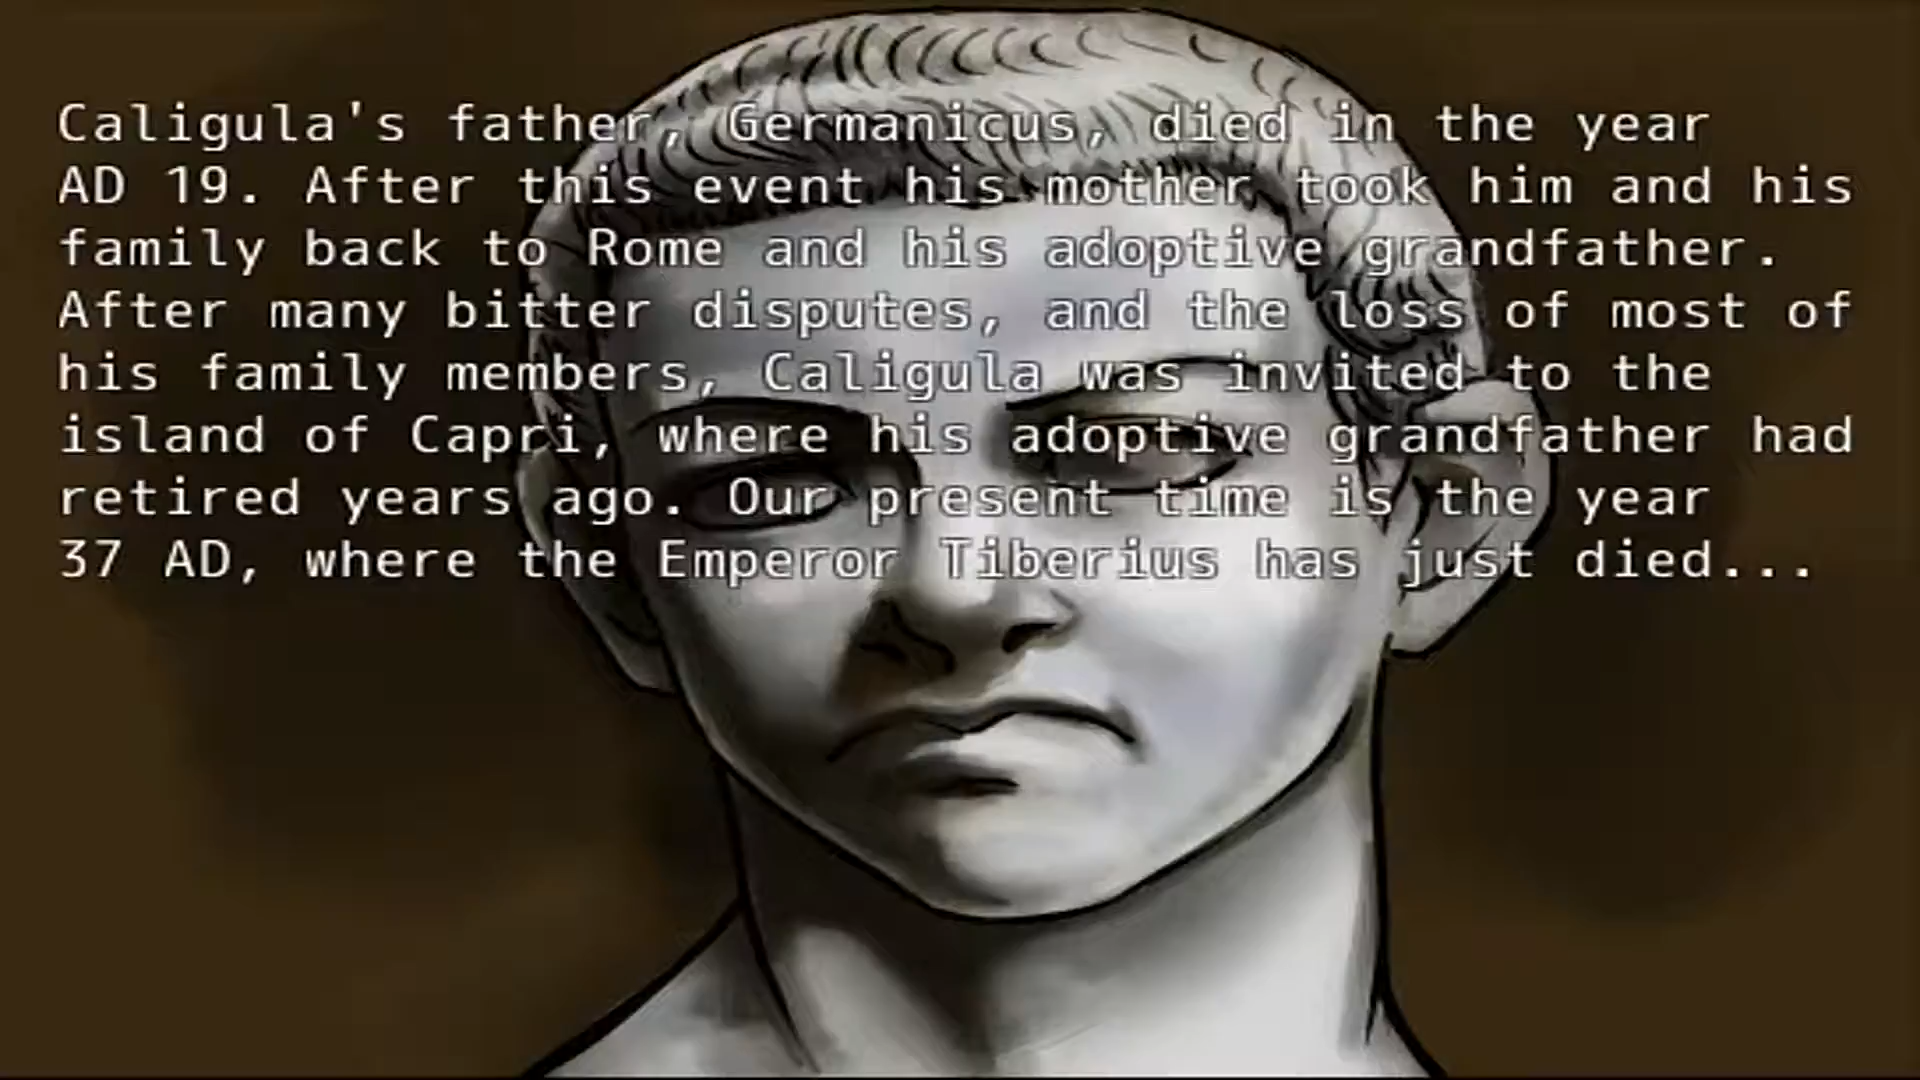 Caligula's father, Germanicus, died in the year
AD 19. After this event his mother took him and his
family back to Rome and his adoptive grandfather.
After many bitter disputes, and the loss of most of
his family members, Caligula was invited to the
island of Capri, where his adoptive grandfather had
retired years ago. Our present time is the year
37 AD, where the Emperor Tiberius has just died...